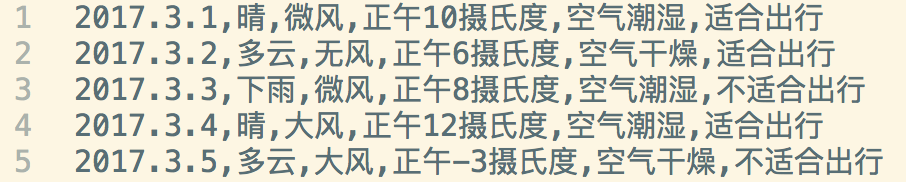 1 2017.3.1,晴,微风,正午10摄氏度,空气潮湿,适合出行
2 2017.3.2,多云,无风,正午6摄氏度,空气干燥,适合出行
3 2017.3.3,下雨,微风,正午8摄氏度,空气潮湿,不适合出行
4 2017.3.4,晴,大风,正午12摄氏度,空气潮湿,适合出行
5 2017.3.5,多云,大风,正午-3摄氏度,空气干燥,不适合出行